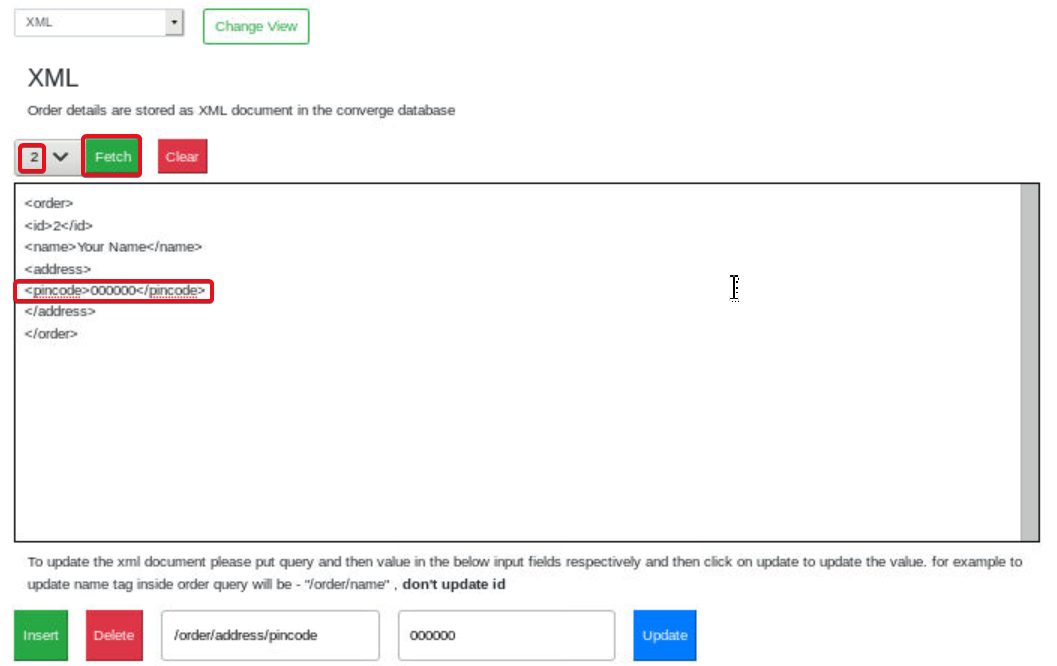 XML
Change View
XML
Order details are stored as XML document in the converge database
2
Fetch
Clear
<order>
<id>2</id>
<name>Your Name</name>
<address>
<pincode>000000</pincode>
</address>
</order>
To update the xml document please put query and then value in the below input fields respectively and then click on update to update the value. for example to
update name tag inside order query will be - "/order/name" , don't update id
Insert
Delete
/order/address/pincode
000000
Update